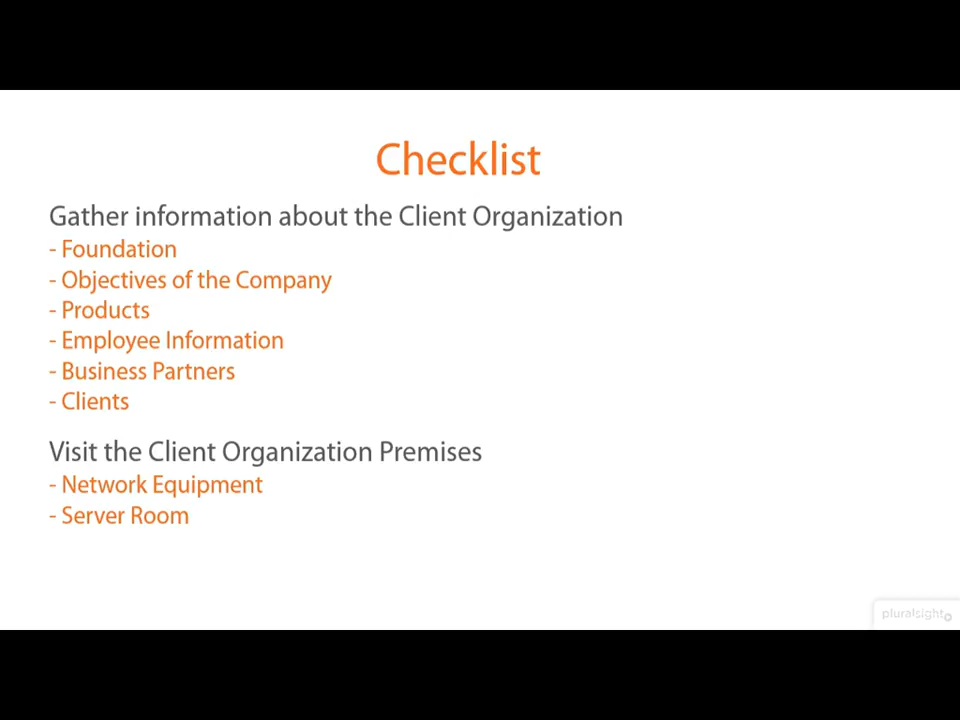 Checklist
Gather information about the Client Organization
- Foundation
- Objectives of the Company
- Products
- Employee Information
- Business Partners
- Clients
Visit the Client Organization Premises
- Network Equipment
- Server Room
pluralsight